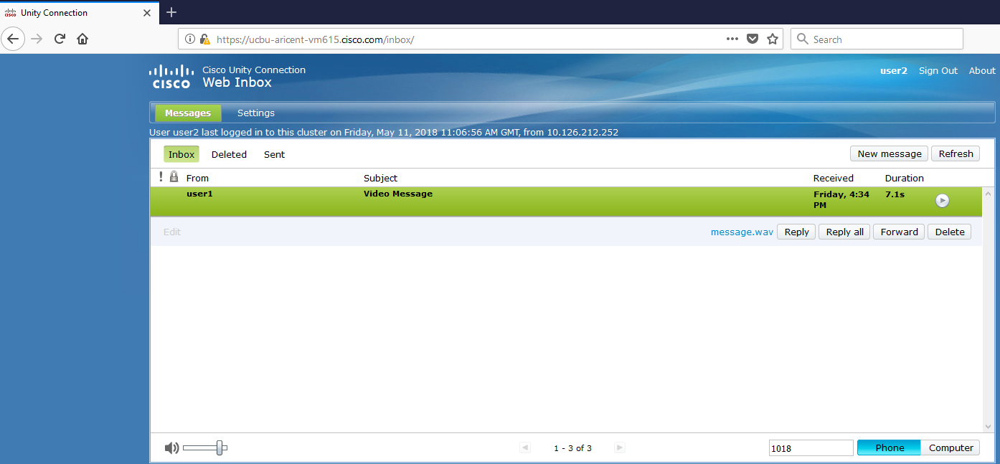 Unity Connection
https://ucbu-aricent-vm615.cisco.com/inbox/
Search
cisco
Cisco Unity Connection
Web Inbox
user2 Sign Out About
Messages Settings
User user2 last logged in to this cluster on Friday, May 11, 2018 11:06:56 AM GMT, from 10.126.212.252
Inbox Deleted Sent New message Refresh
! From Subject Received Duration
user1 Video Message Friday, 4:34 7.1s
PM
Edit message.wav Reply Reply all Forward Delete
1 - 3 of 3 1018 Phone Computer